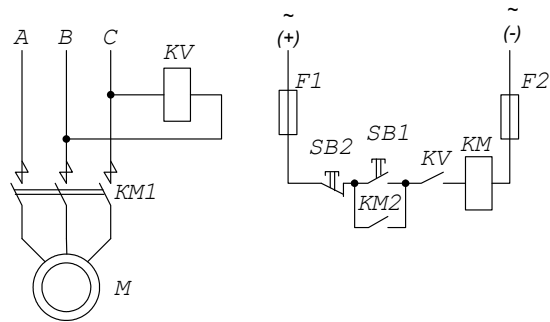 A B C
KV
KM1
M
~ ~
(+) (-)
F1 F2
SB2 SB1 KV KM
KM2